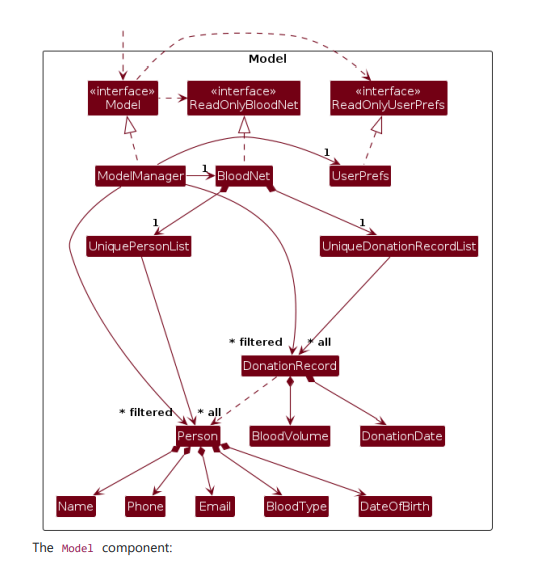 Model
«interface»
Model
«interface»
ReadOnlyBloodNet
«interface»
ReadOnlyUserPrefs
1
1
ModelManager
BloodNet
UserPrefs
1
1
UniquePersonList
UniqueDonationRecordList
* filtered
* all
DonationRecord
* filtered
* all
Person
BloodVolume
DonationDate
Name
Phone
Email
BloodType
DateOfBirth
The Model component: